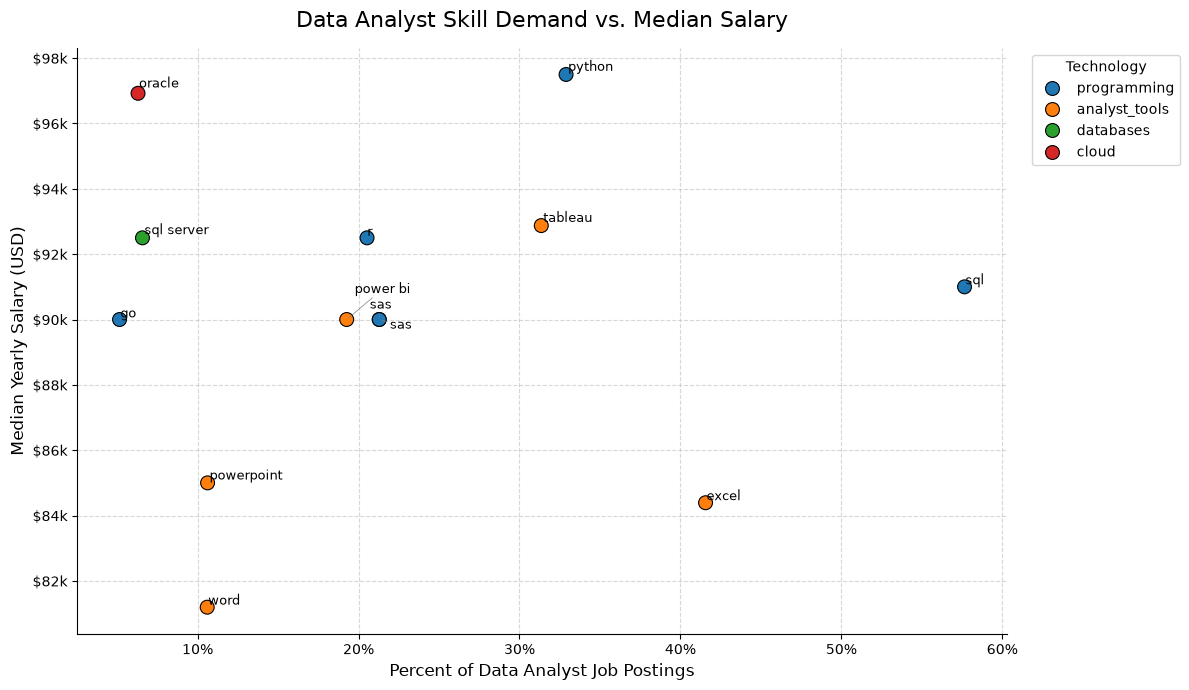 Data Analyst Skill Demand vs. Median Salary
$98k
$96k
$94k
$92k
$90k
$88k
$86k
$84k
$82k
Median Yearly Salary (USD)
python
oracle
tableau
sql server
r
sql
power bi
sas
go
sas
powerpoint
excel
word
10%
20%
30%
40%
50%
60%
Percent of Data Analyst Job Postings
Technology
programming
analyst_tools
databases
cloud